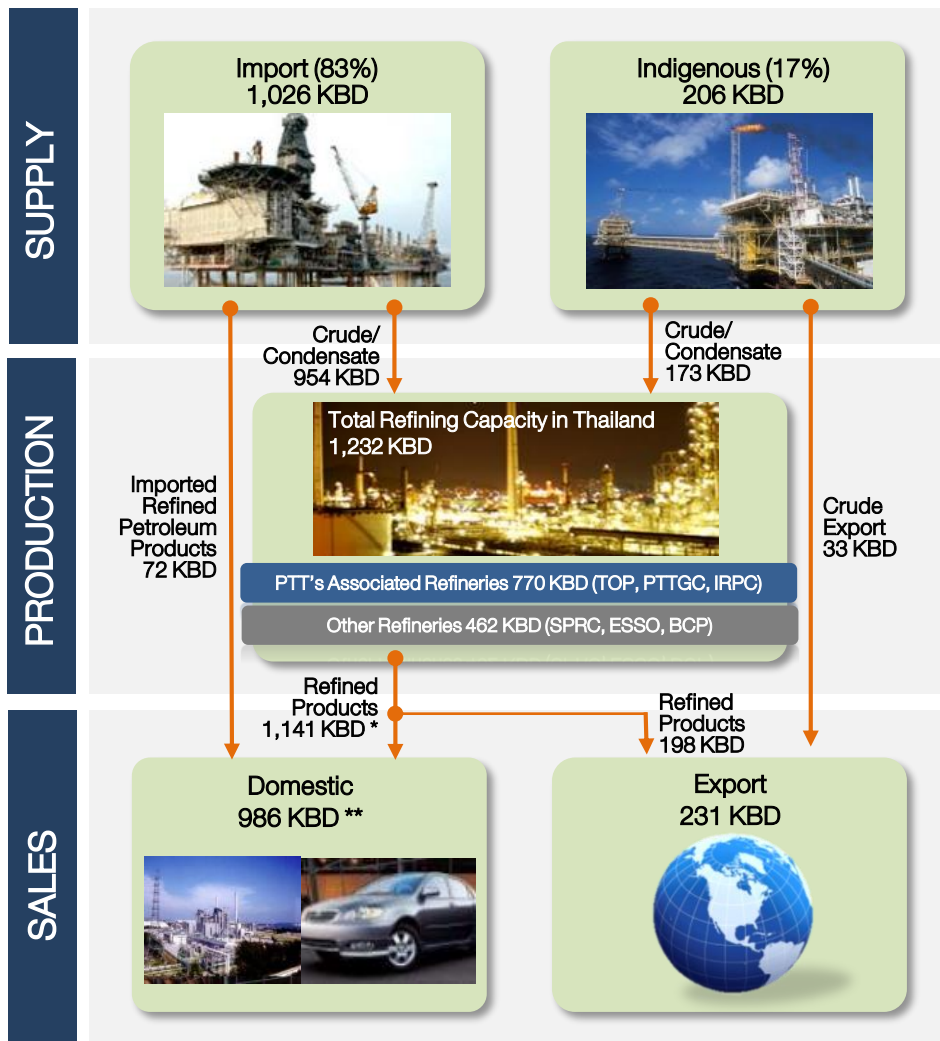 SUPPLY
Import (83%)
1,026 KBD
Indigenous (17%)
206 KBD
Crude/
Condensate
954 KBD
Crude/
Condensate
173 KBD
PRODUCTION
Total Refining Capacity in Thailand
1,232 KBD
Imported
Refined
Petroleum
Products
72 KBD
Crude
Export
33 KBD
PTT's Associated Refineries 770 KBD (TOP, PTTGC, IRPC)
Other Refineries 462 KBD (SPRC, ESSO, BCP)
Refined
Products
1,141 KBD *
Refined
Products
198 KBD
SALES
Domestic
986 KBD **
Export
231 KBD